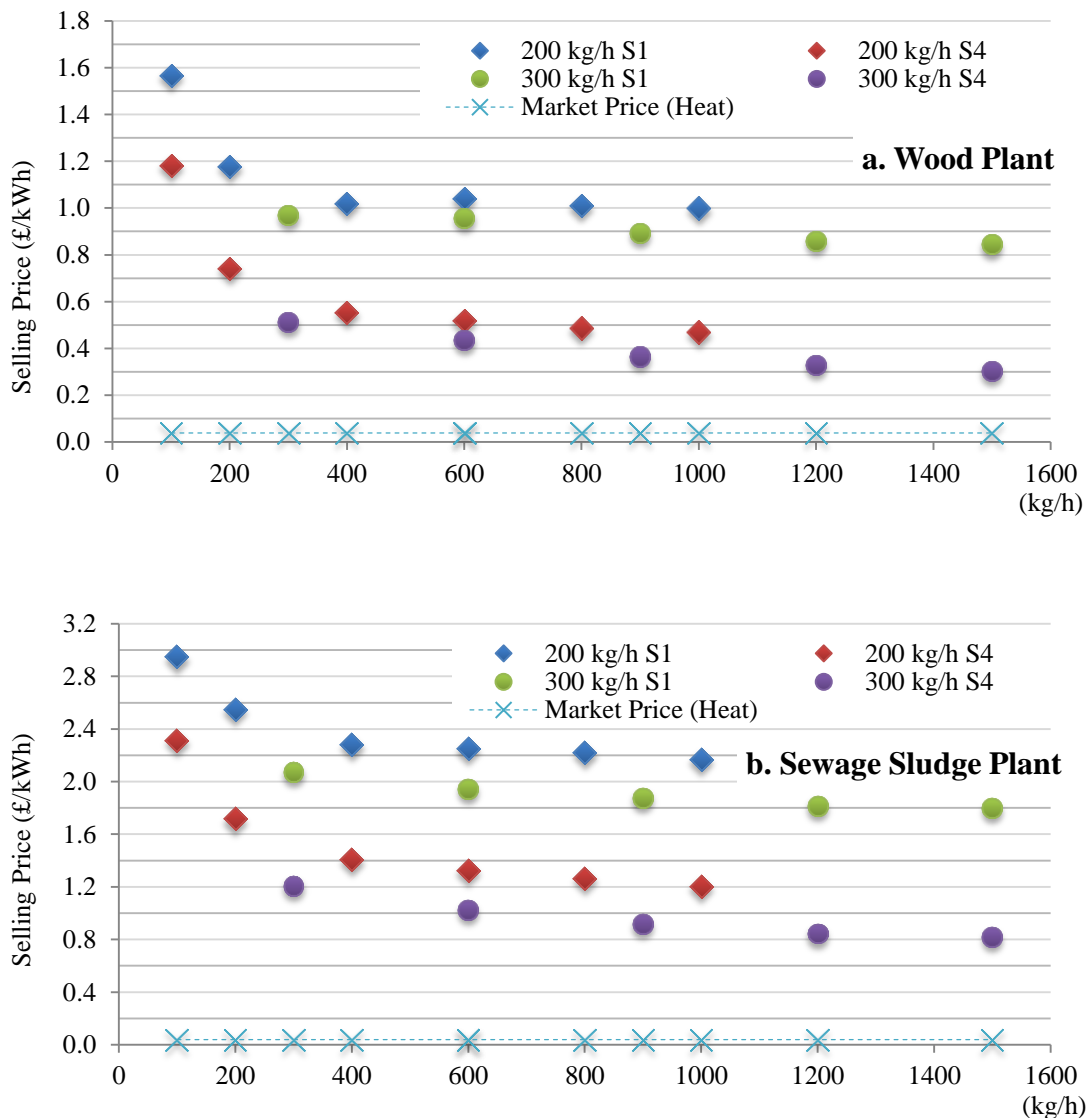 1.8
200 kg/h S1 200 kg/h S4
1.6
300 kg/h S1 300 kg/h S4
Market Price (Heat)
1.4
a. Wood Plant
1.2
1.0
0.8
0.6
0.4
0.2
0.0
Selling Price (£/kWh)
0 200 400 600 800 1000 1200 1400 1600
(kg/h)
3.2
200 kg/h S1 200 kg/h S4
2.8
300 kg/h S1 300 kg/h S4
Market Price (Heat)
2.4
b. Sewage Sludge Plant
2.0
1.6
1.2
0.8
0.4
0.0
Selling Price (£/kWh)
0 200 400 600 800 1000 1200 1400 1600
(kg/h)